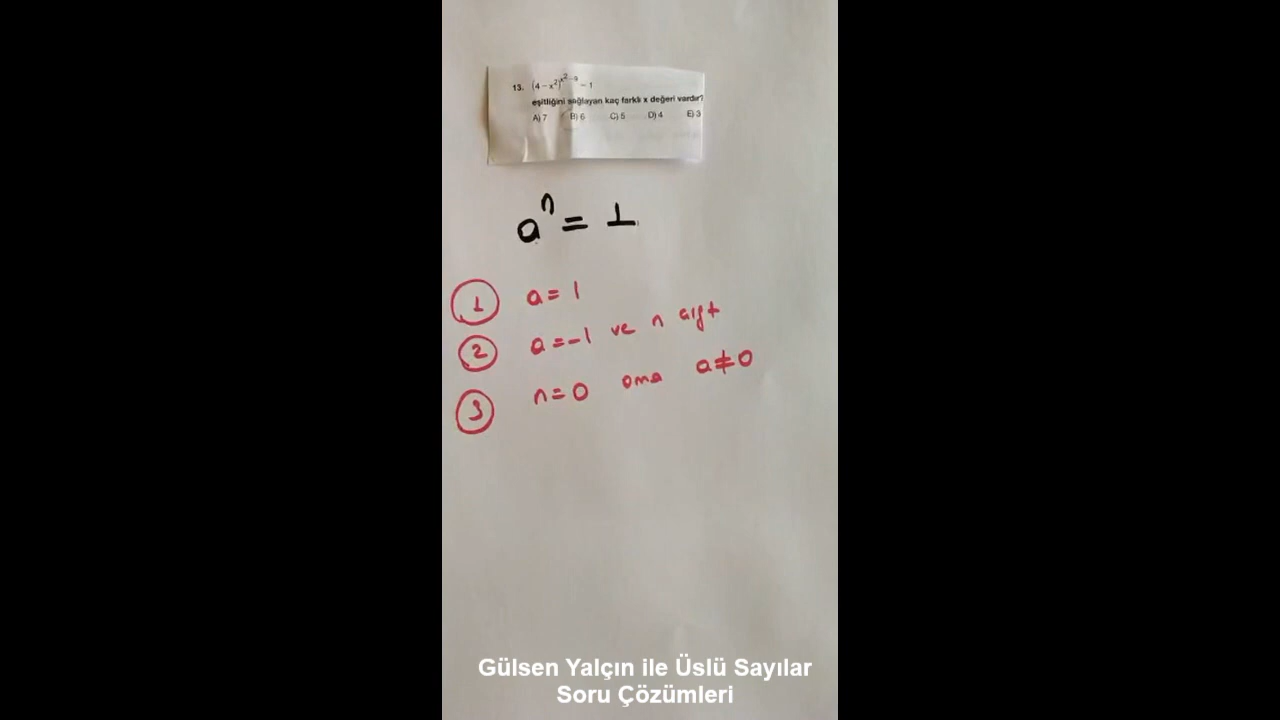 13. (4-x²)^x²-9 = 1
eşitliğini sağlayan kaç farklı x değeri vardır?
A) 7 B) 6 C) 5 D) 4 E) 3
aⁿ = 1
1 a = 1
2 a = -1 ve n çift
3 n = 0 ama a ≠ 0
Gülsen Yalçın ile Üslü Sayılar
Soru Çözümleri